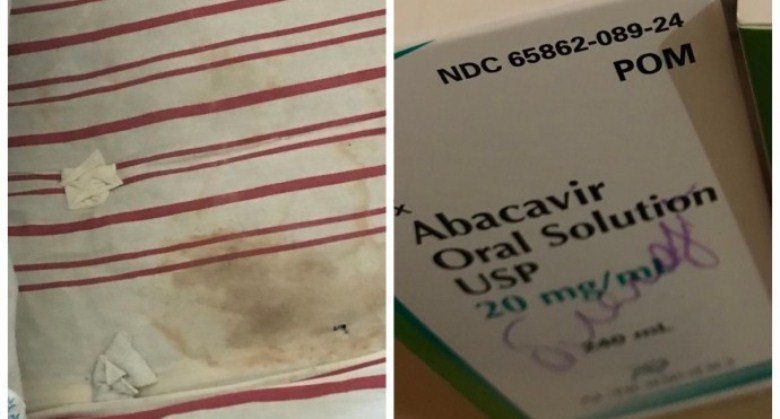 NDC 65862-089-24
POM
Abacavir
Oral Solution
USP
20 mg/mL
240 mL